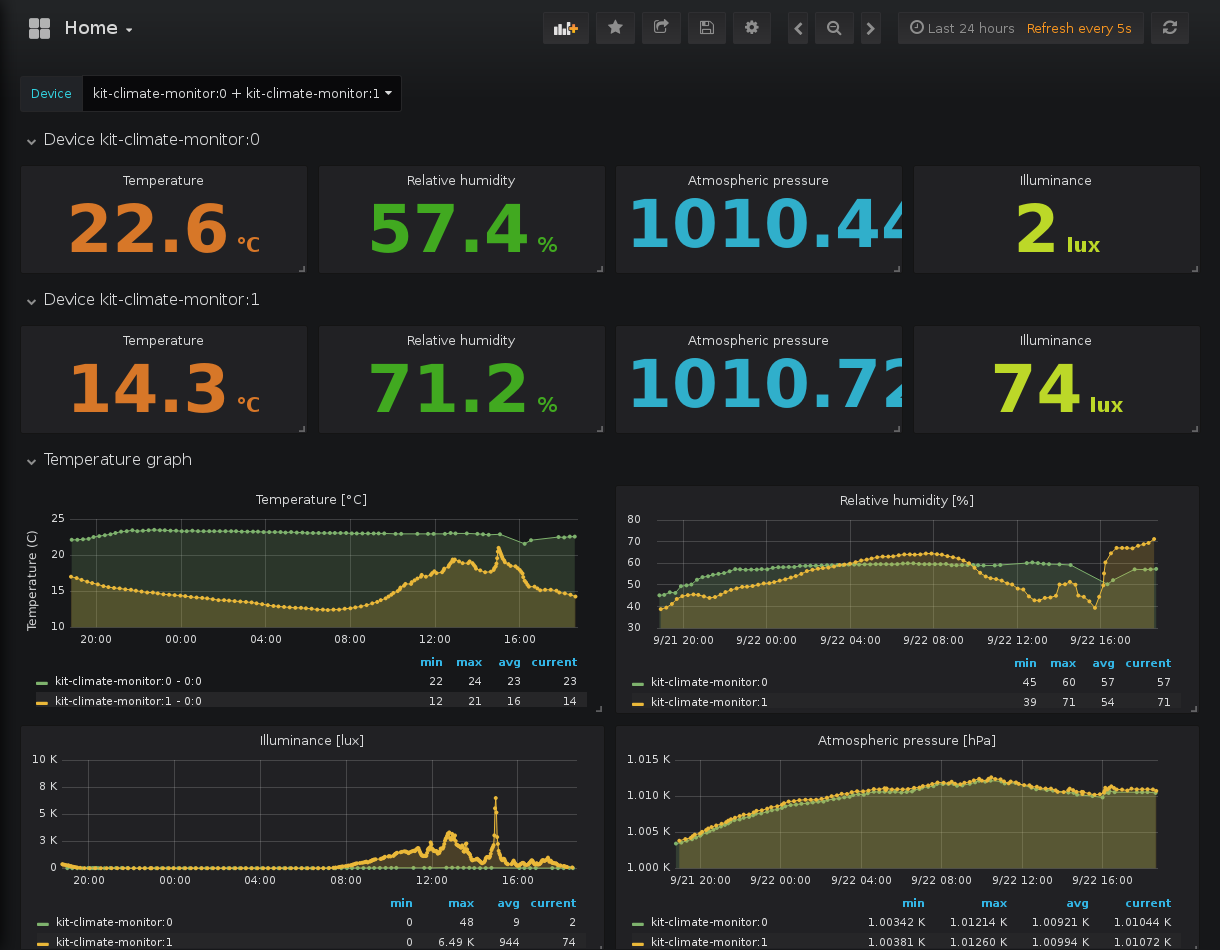 Home
Last 24 hours Refresh every 5s
Device kit-climate-monitor:0 + kit-climate-monitor:1
Device kit-climate-monitor:0
Temperature Relative humidity Atmospheric pressure Illuminance
22.6 °C 57.4 % 1010.44 2 lux
Device kit-climate-monitor:1
Temperature Relative humidity Atmospheric pressure Illuminance
14.3 °C 71.2 % 1010.72 74 lux
Temperature graph
Temperature [°C]
Temperature (C)
25
20
15
10
20:00 00:00 04:00 08:00 12:00 16:00
min max avg current
kit-climate-monitor:0 - 0:0 22 24 23 23
kit-climate-monitor:1 - 0:0 12 21 16 14
Relative humidity [%]
80
70
60
50
40
30
9/21 20:00 9/22 00:00 9/22 04:00 9/22 08:00 9/22 12:00 9/22 16:00
min max avg current
kit-climate-monitor:0 45 60 57 57
kit-climate-monitor:1 39 71 54 71
Illuminance [lux]
10 K
8 K
5 K
3 K
0
20:00 00:00 04:00 08:00 12:00 16:00
min max avg current
kit-climate-monitor:0 0 48 9 2
kit-climate-monitor:1 0 6.49 K 944 74
Atmospheric pressure [hPa]
1.015 K
1.010 K
1.005 K
1.000 K
9/21 20:00 9/22 00:00 9/22 04:00 9/22 08:00 9/22 12:00 9/22 16:00
min max avg current
kit-climate-monitor:0 1.00342 K 1.01214 K 1.00921 K 1.01044 K
kit-climate-monitor:1 1.00381 K 1.01260 K 1.00994 K 1.01072 K